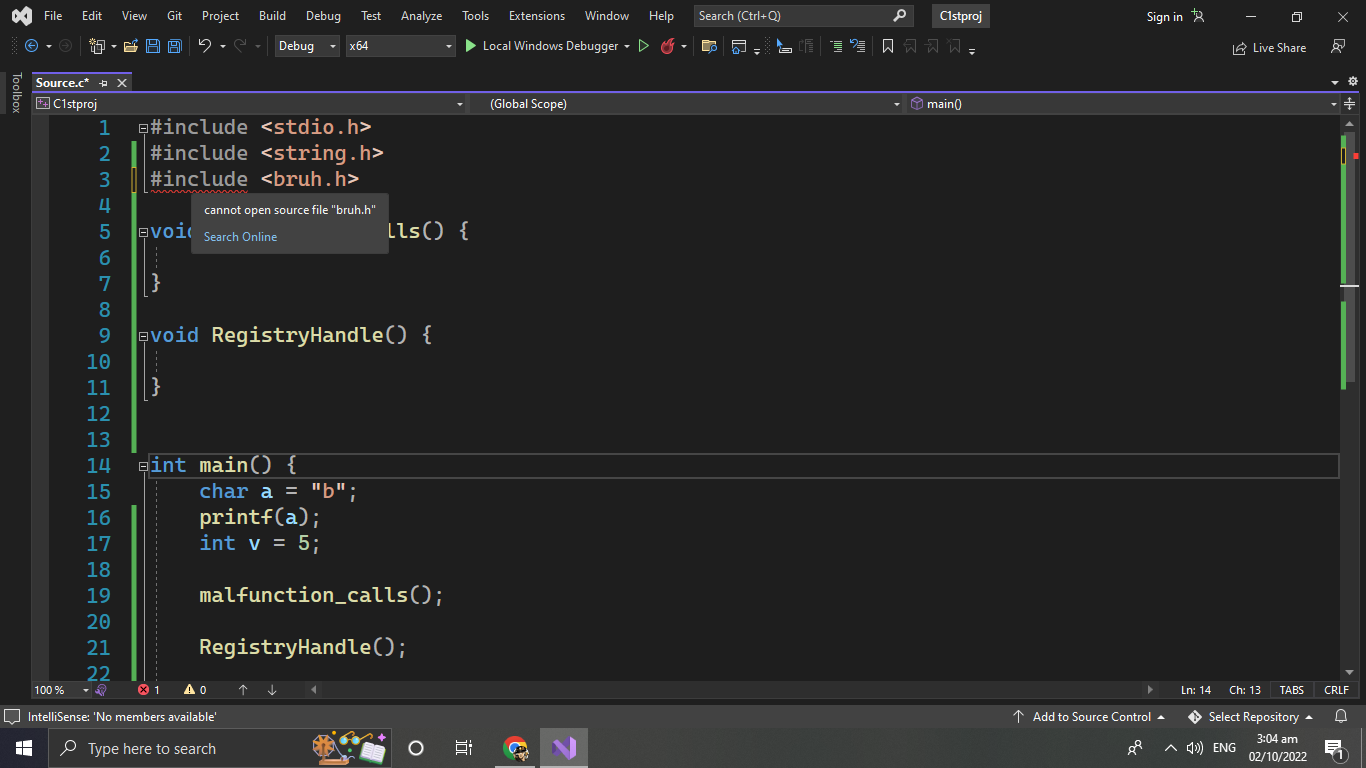 File Edit View Git Project Build Debug Test Analyze Tools Extensions Window Help Search (Ctrl+Q) C1stproj Sign in
Debug x64 Local Windows Debugger Live Share
Toolbox
Source.c*
C1stproj (Global Scope) main()
1 #include <stdio.h>
2 #include <string.h>
3 #include <bruh.h>
4
cannot open source file "bruh.h"
Search Online
5 void lls() {
6
7 }
8
9 void RegistryHandle() {
10
11 }
12
13
14 int main() {
15 char a = "b";
16 printf(a);
17 int v = 5;
18
19 malfunction_calls();
20
21 RegistryHandle();
22
100 % 1 0 Ln: 14 Ch: 13 TABS CRLF
IntelliSense: 'No members available' Add to Source Control Select Repository
Type here to search ENG 3:04 am
02/10/2022 1